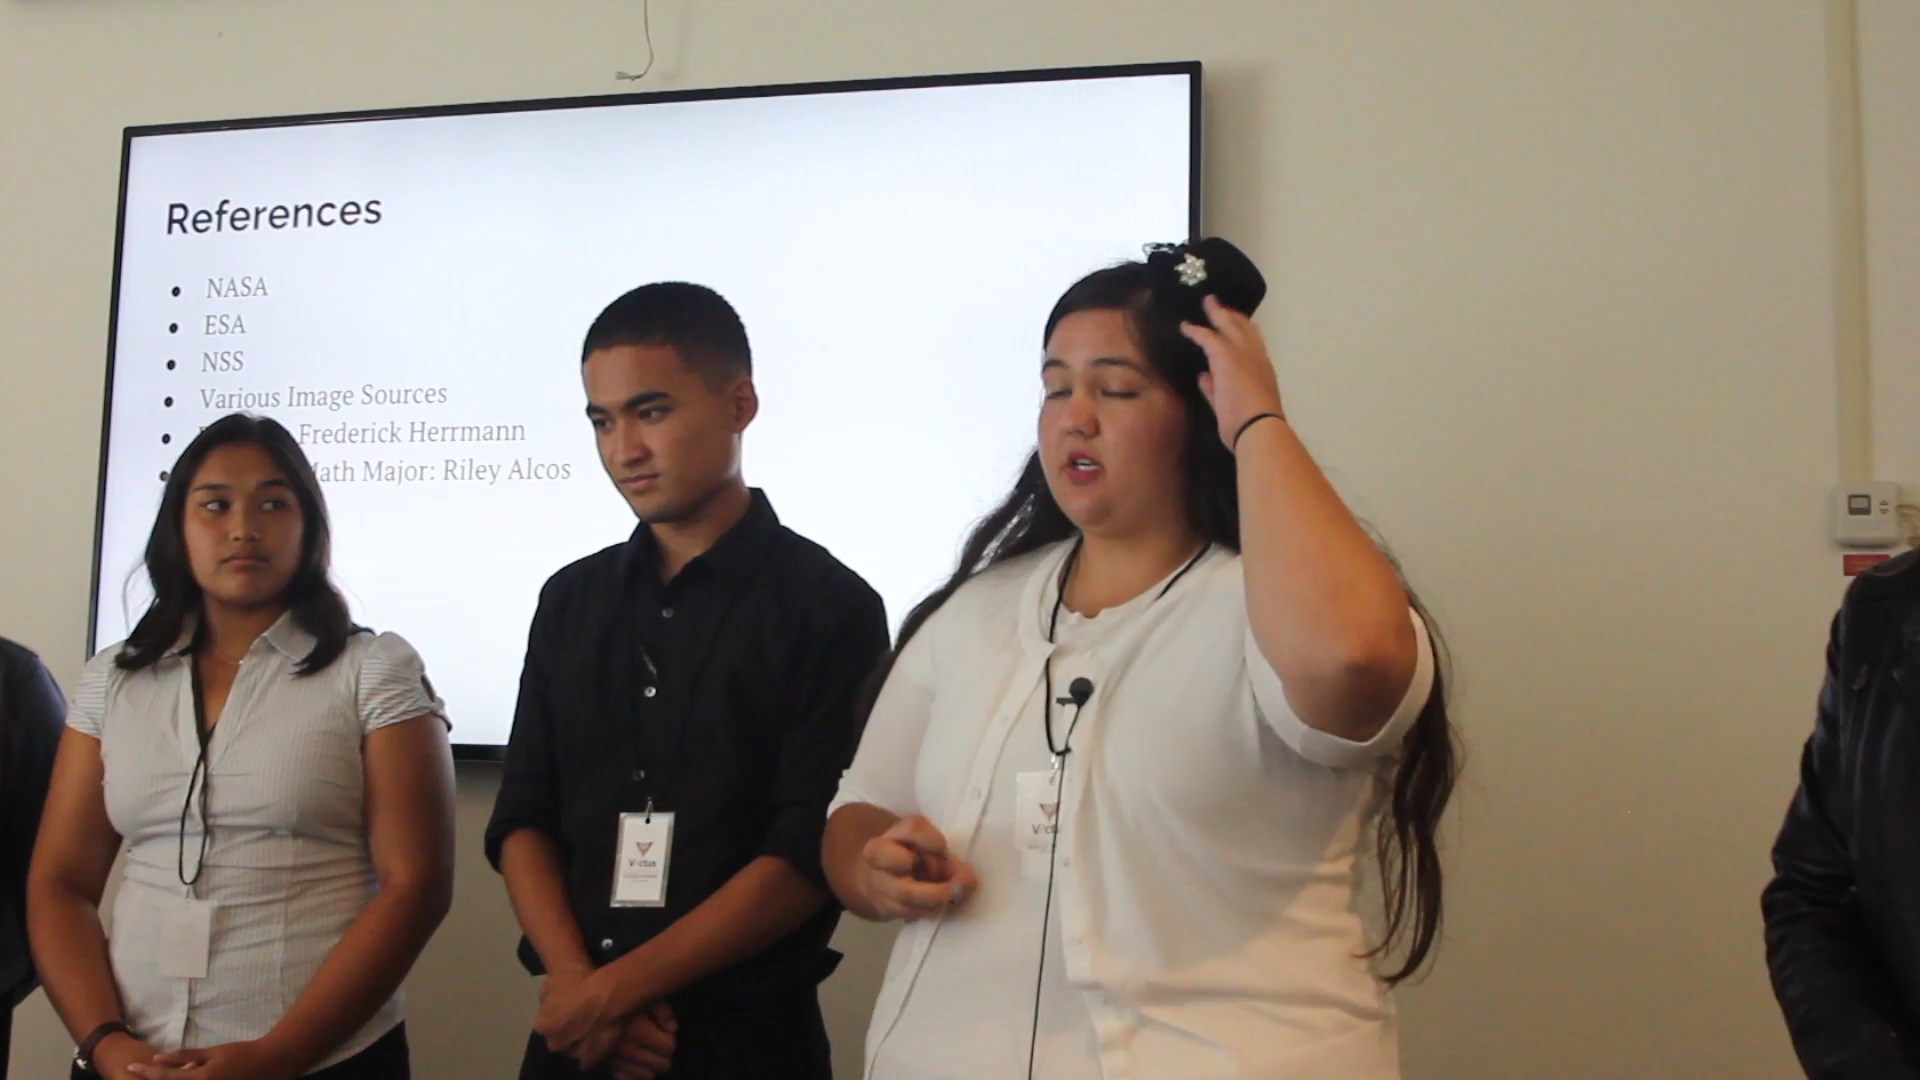 References
NASA
ESA
NSS
Various Image Sources
Frederick Herrmann
Math Major: Riley Alcos